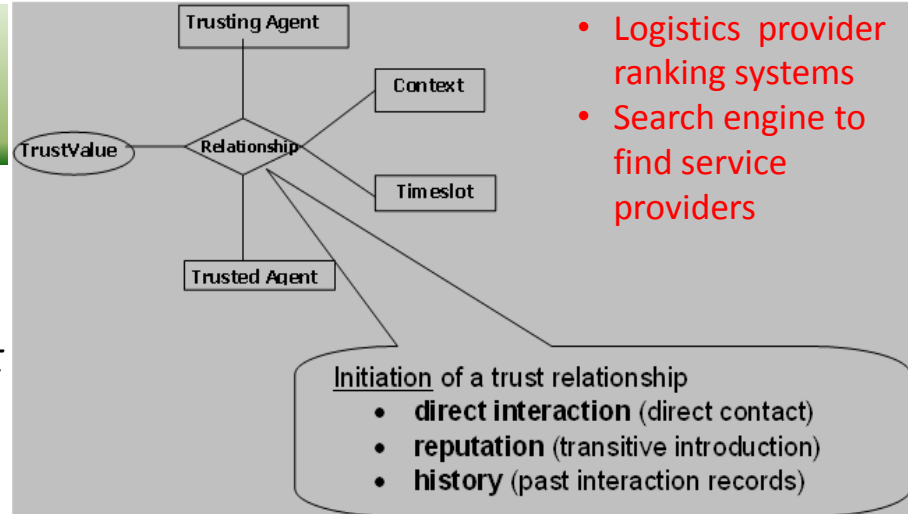 Trusting Agent
• Logistics provider
ranking systems
• Search engine to
find service
providers
Context
TrustValue
Relationship
Timeslot
Trusted Agent
Initiation of a trust relationship
• direct interaction (direct contact)
• reputation (transitive introduction)
• history (past interaction records)